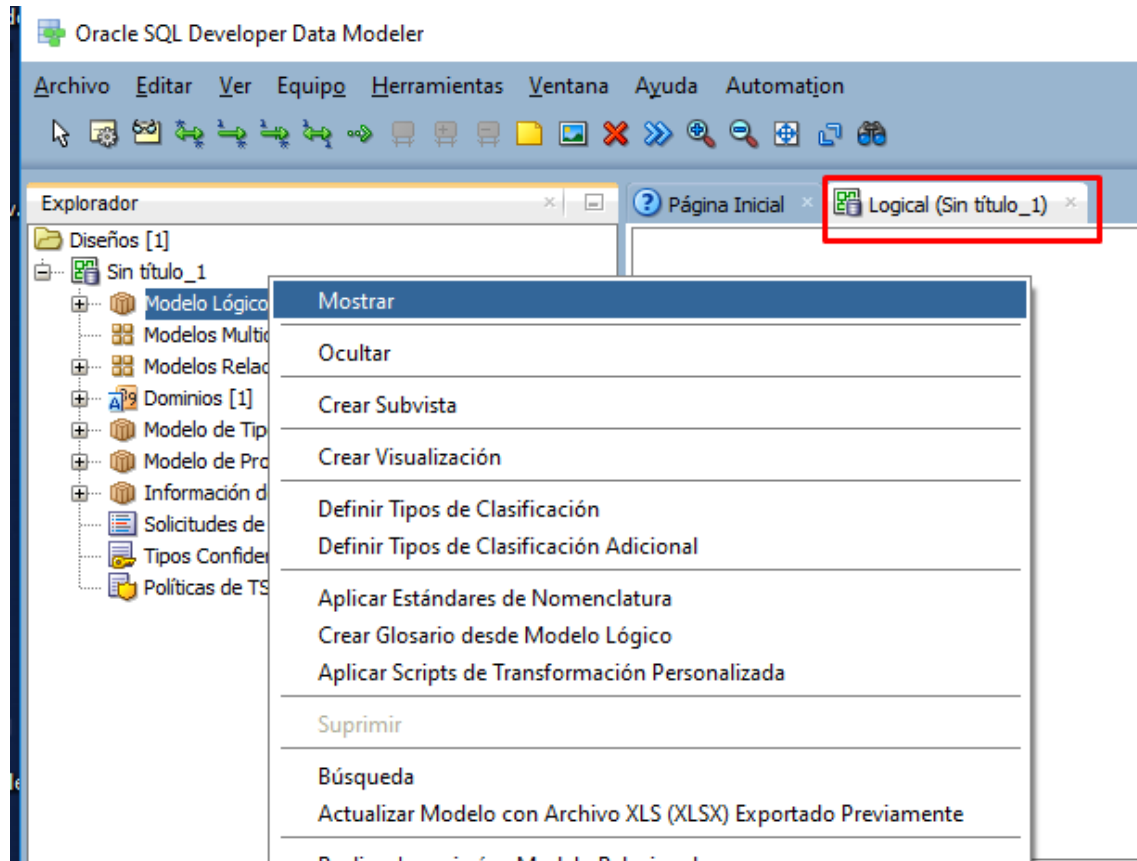 Oracle SQL Developer Data Modeler
Archivo Editar Ver Equipo Herramientas Ventana Ayuda Automation
Explorador
Página Inicial
Logical (Sin título_1)
Diseños [1]
Sin título_1
Modelo Lógico
Modelos Multid
Modelos Relac
Dominios [1]
Modelo de Tip
Modelo de Pro
Información d
Solicitudes de
Tipos Confider
Políticas de TS
Mostrar
Ocultar
Crear Subvista
Crear Visualización
Definir Tipos de Clasificación
Definir Tipos de Clasificación Adicional
Aplicar Estándares de Nomenclatura
Crear Glosario desde Modelo Lógico
Aplicar Scripts de Transformación Personalizada
Suprimir
Búsqueda
Actualizar Modelo con Archivo XLS (XLSX) Exportado Previamente